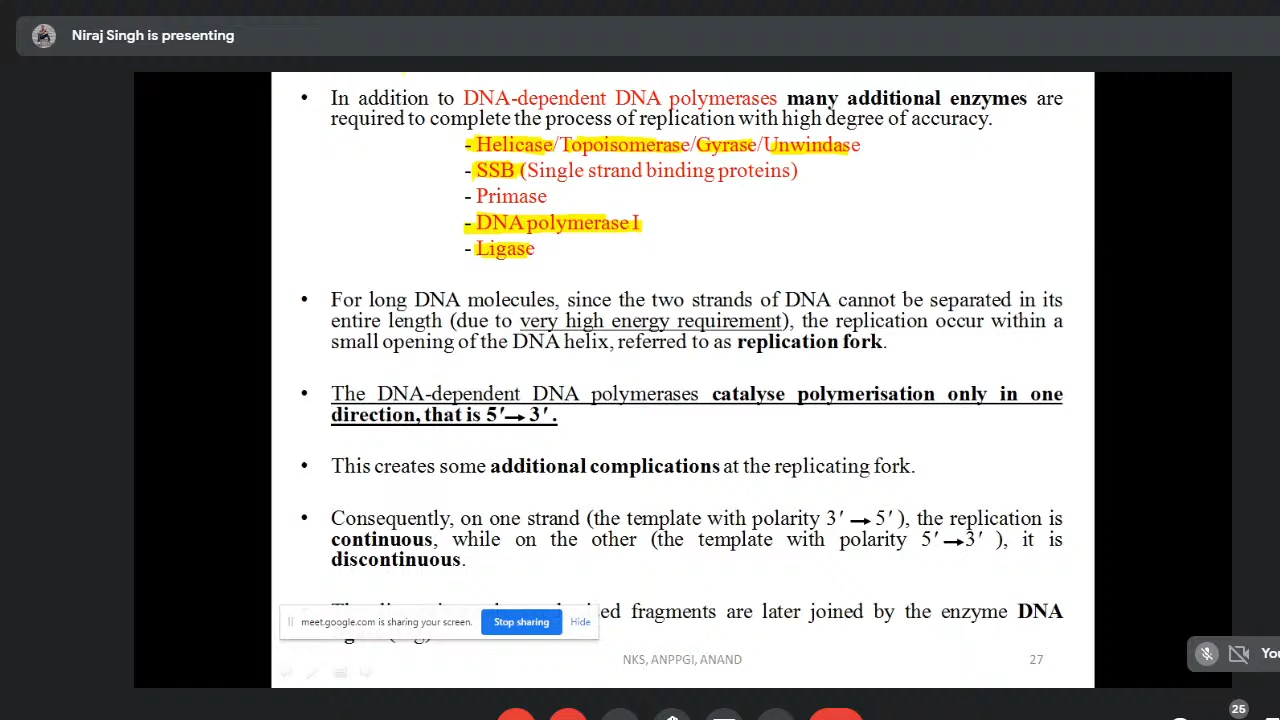 Niraj Singh is presenting
• In addition to DNA-dependent DNA polymerases many additional enzymes are
required to complete the process of replication with high degree of accuracy.
- Helicase/Topoisomerase/Gyrase/Unwindase
- SSB (Single strand binding proteins)
- Primase
- DNA polymerase I
- Ligase
• For long DNA molecules, since the two strands of DNA cannot be separated in its
entire length (due to very high energy requirement), the replication occur within a
small opening of the DNA helix, referred to as replication fork.
• The DNA-dependent DNA polymerases catalyse polymerisation only in one
direction, that is 5′→3′.
• This creates some additional complications at the replicating fork.
• Consequently, on one strand (the template with polarity 3′→5′), the replication is
continuous, while on the other (the template with polarity 5′→3′ ), it is
discontinuous.
fragments are later joined by the enzyme DNA
meet.google.com is sharing your screen. Stop sharing Hide
NKS, ANPPGI, ANAND 27
You
25